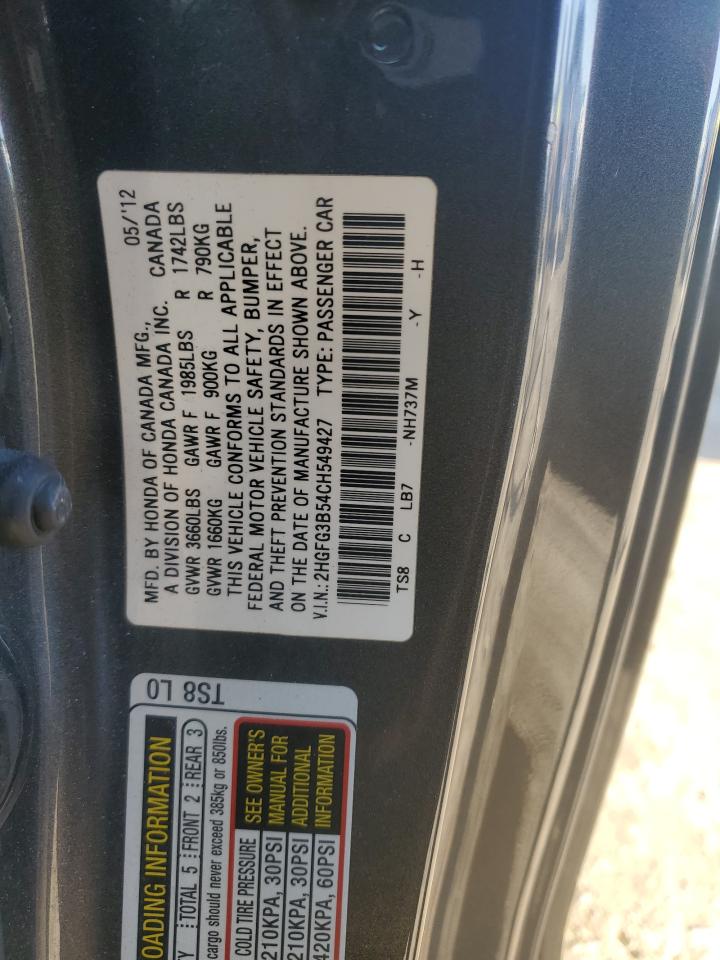 MFD. BY HONDA OF CANADA MFG., 05/'12
A DIVISION OF HONDA CANADA INC. CANADA
GVWR 3660LBS GAWR F 1985LBS R 1742LBS
GVWR 1660KG GAWR F 900KG R 790KG
THIS VEHICLE CONFORMS TO ALL APPLICABLE
FEDERAL MOTOR VEHICLE SAFETY, BUMPER,
AND THEFT PREVENTION STANDARDS IN EFFECT
ON THE DATE OF MANUFACTURE SHOWN ABOVE.
V.I.N.: 2HGFG3B54CH549427 TYPE: PASSENGER CAR
TS8 C LB7 -NH737M -Y -H
TS8 L0
OADING INFORMATION
TY TOTAL 5 FRONT 2 REAR 3
cargo should never exceed 385kg or 850lbs.
COLD TIRE PRESSURE
210KPA, 30PSI
210KPA, 30PSI
420KPA, 60PSI
SEE OWNER'S
MANUAL FOR
ADDITIONAL
INFORMATION